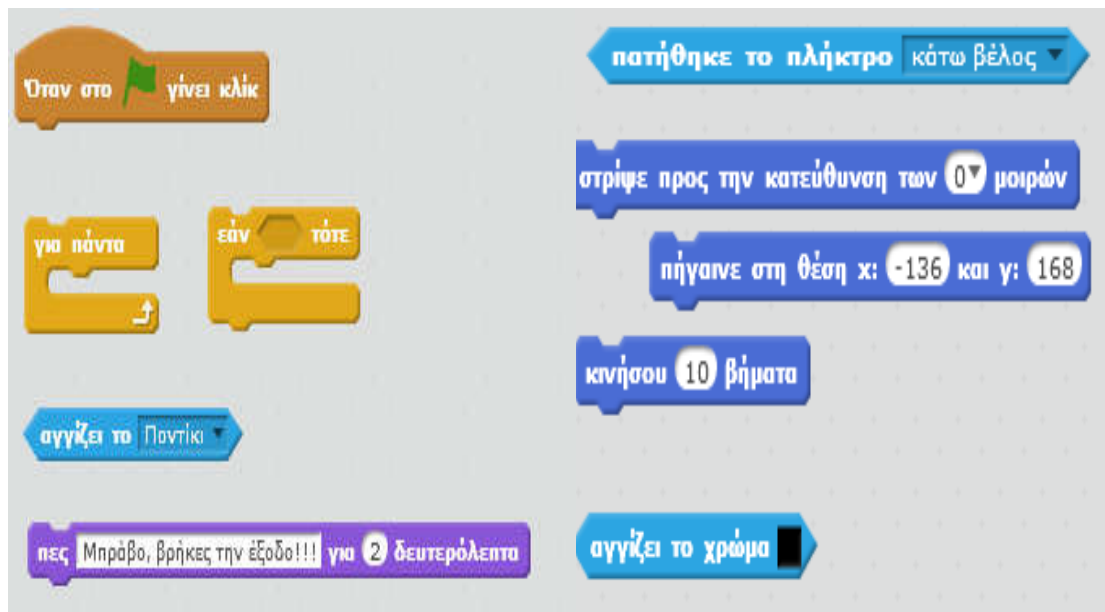 Όταν στο γίνει κλίκ
για πάντα
εάν τότε
αγγίζει το Ποντίκι
πες Μπράβο, βρήκες την έξοδο!!! για 2 δευτερόλεπτα
πατήθηκε το πλήκτρο κάτω βέλος
στρίψε προς την κατεύθυνση των 0 μοιρών
πήγαινε στη θέση x: -136 και y: 168
κινήσου 10 βήματα
αγγίζει το χρώμα